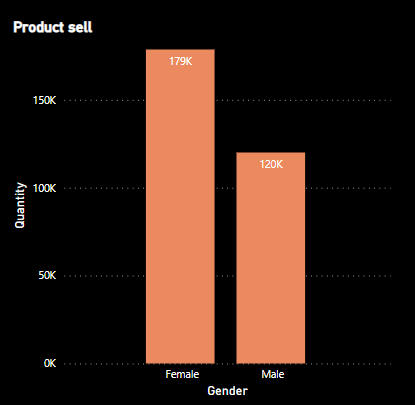 Product sell
179K
150K
120K
100K
Quantity
50K
0K
Female Male
Gender